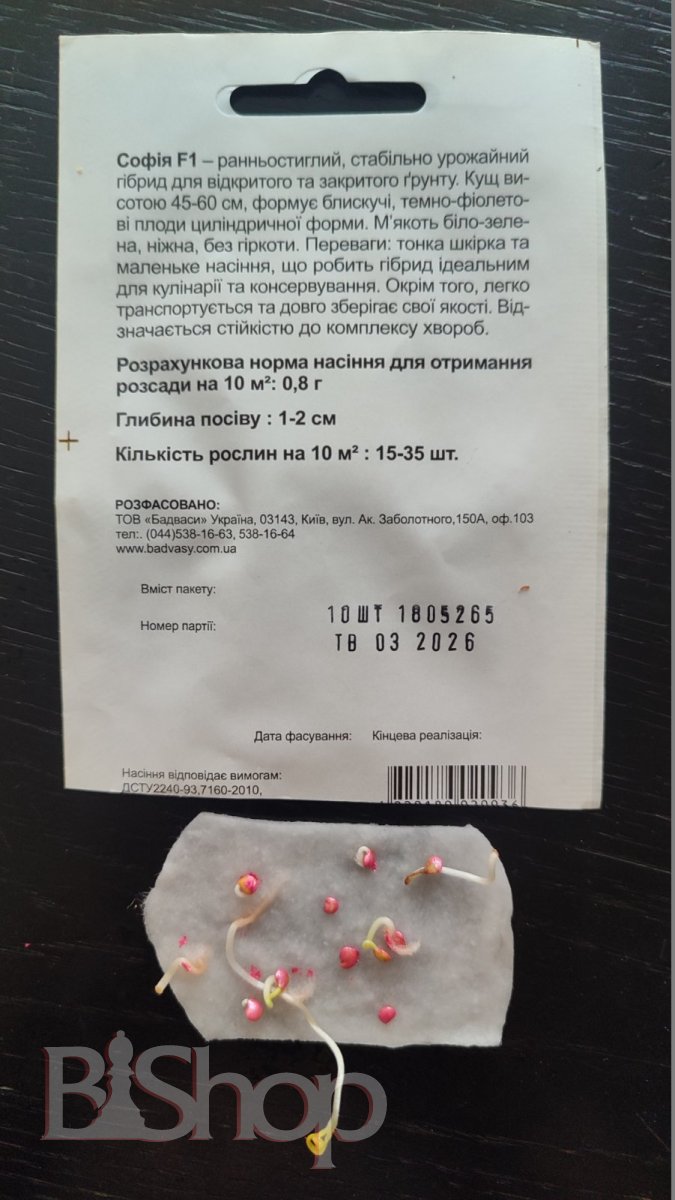 Софія F1 – ранньостиглий, стабільно урожайний
гібрид для відкритого та закритого ґрунту. Кущ ви-
сотою 45-60 см, формує блискучі, темно-фіолето-
ві плоди циліндричної форми. М'якоть біло-зеле-
на, ніжна, без гіркоти. Переваги: тонка шкірка та
маленьке насіння, що робить гібрид ідеальним
для кулінарії та консервування. Окрім того, легко
транспортується та довго зберігає свої якості. Від-
значається стійкістю до комплексу хвороб.
Розрахункова норма насіння для отримання
розсади на 10 м²: 0,8 г
Глибина посіву : 1-2 см
Кількість рослин на 10 м² : 15-35 шт.
РОЗФАСОВАНО:
ТОВ «Бадваси» Україна, 03143, Київ, вул. Ак. Заболотного,150А, оф.103
тел:. (044)538-16-63, 538-16-64
www.badvasy.com.ua
Вміст пакету:
10 ШТ 1805265
Номер партії:
ТВ 03 2026
Дата фасування: Кінцева реалізація:
Насіння відповідає вимогам:
ДСТУ2240-93,7160-2010,
BiShop